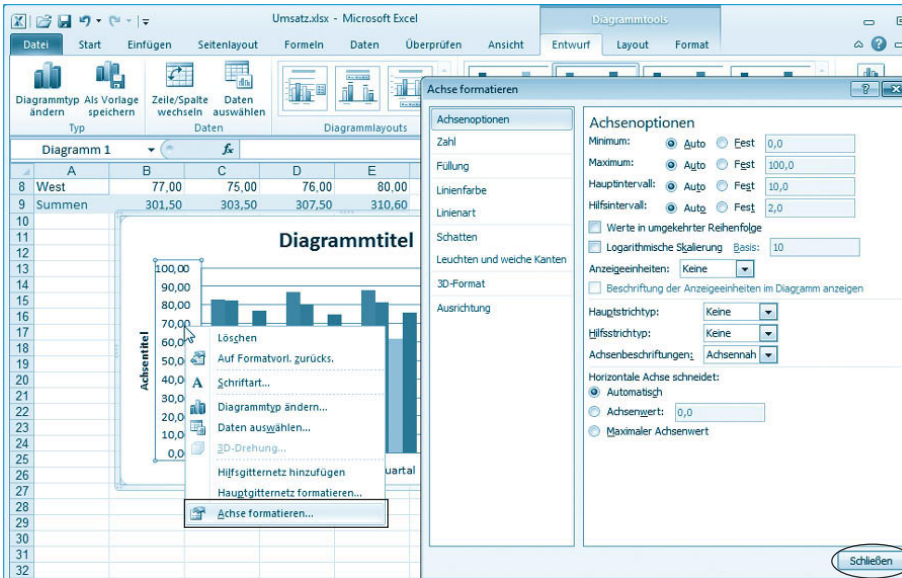 Umsatz.xlsx - Microsoft Excel
Diagrammtools
Datei Start Einfügen Seitenlayout Formeln Daten Überprüfen Ansicht Entwurf Layout Format
Diagrammtyp ändern
Als Vorlage speichern
Zeile/Spalte wechseln
Daten auswählen
Typ Daten Diagrammlayouts
Diagramm 1 fx
A B C D E
8 West 77,00 75,00 76,00 80,00
9 Summen 301,50 303,50 307,50 310,60
10
11
12
13
14
15
16
17
18
19
20
21
22
23
24
25
26
27
28
29
30
31
32
Diagrammtitel
Achsentitel
100,00
90,00
80,00
70,00
60,0
50,0
40,0
30,0
20,0
10,0
0,0
uartal
Löschen
Auf Formatvorl. zurücks.
A Schriftart...
Diagrammtyp ändern...
Daten auswählen...
3D-Drehung...
Hilfsgitternetz hinzufügen
Hauptgitternetz formatieren...
Achse formatieren...
Achse formatieren
Achsenoptionen
Zahl
Füllung
Linienfarbe
Linienart
Schatten
Leuchten und weiche Kanten
3D-Format
Ausrichtung
Achsenoptionen
Minimum: Auto Fest 0,0
Maximum: Auto Fest 100,0
Hauptintervall: Auto Fest 10,0
Hilfsintervall: Auto Fest 2,0
Werte in umgekehrter Reihenfolge
Logarithmische Skalierung Basis: 10
Anzeigeeinheiten: Keine
Beschriftung der Anzeigeeinheiten im Diagramm anzeigen
Hauptstrichtyp: Keine
Hilfsstrichtyp: Keine
Achsenbeschriftungen: Achsennah
Horizontale Achse schneidet:
Automatisch
Achsenwert: 0,0
Maximaler Achsenwert
Schließen